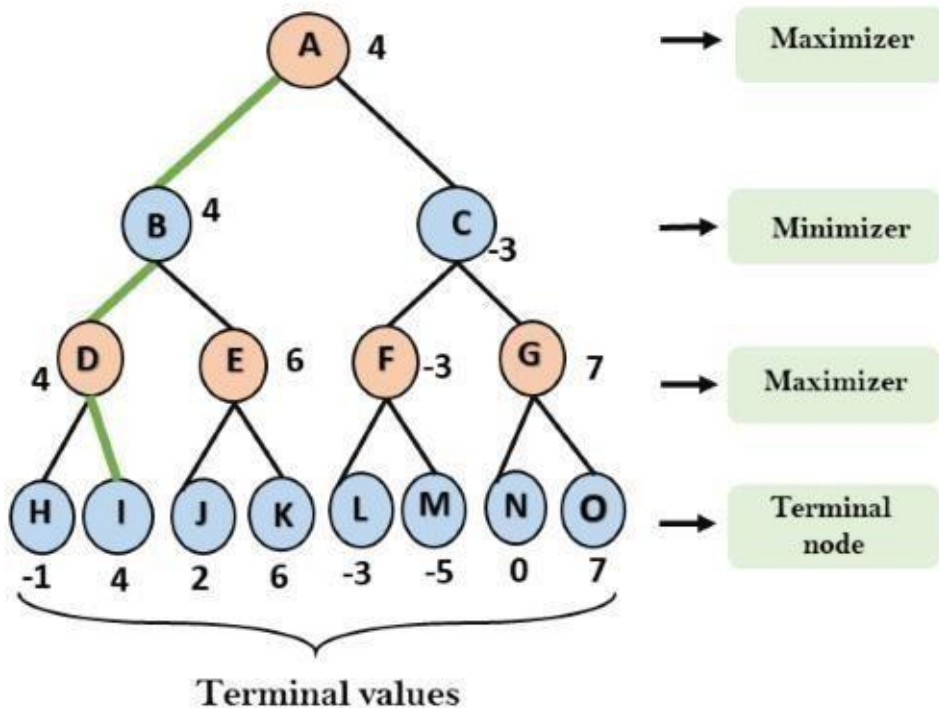 A 4 Maximizer
B 4 C -3 Minimizer
4 D E 6 F -3 G 7 Maximizer
H I J K L M N O Terminal
node
-1 4 2 6 -3 -5 0 7
Terminal values